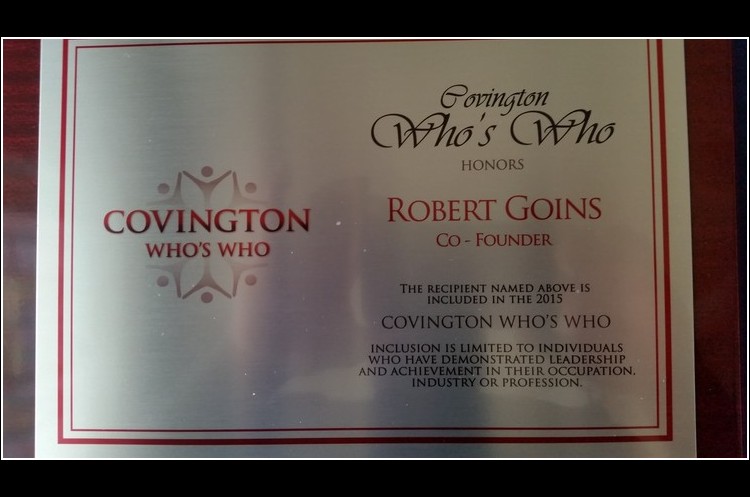 COVINGTON
WHO'S WHO
Covington
Who's Who
HONORS
ROBERT GOINS
CO - FOUNDER
THE RECIPIENT NAMED ABOVE IS
INCLUDED IN THE 2015
COVINGTON WHO'S WHO
INCLUSION IS LIMITED TO INDIVIDUALS
WHO HAVE DEMONSTRATED LEADERSHIP
AND ACHIEVEMENT IN THEIR OCCUPATION.
INDUSTRY OR PROFESSION.